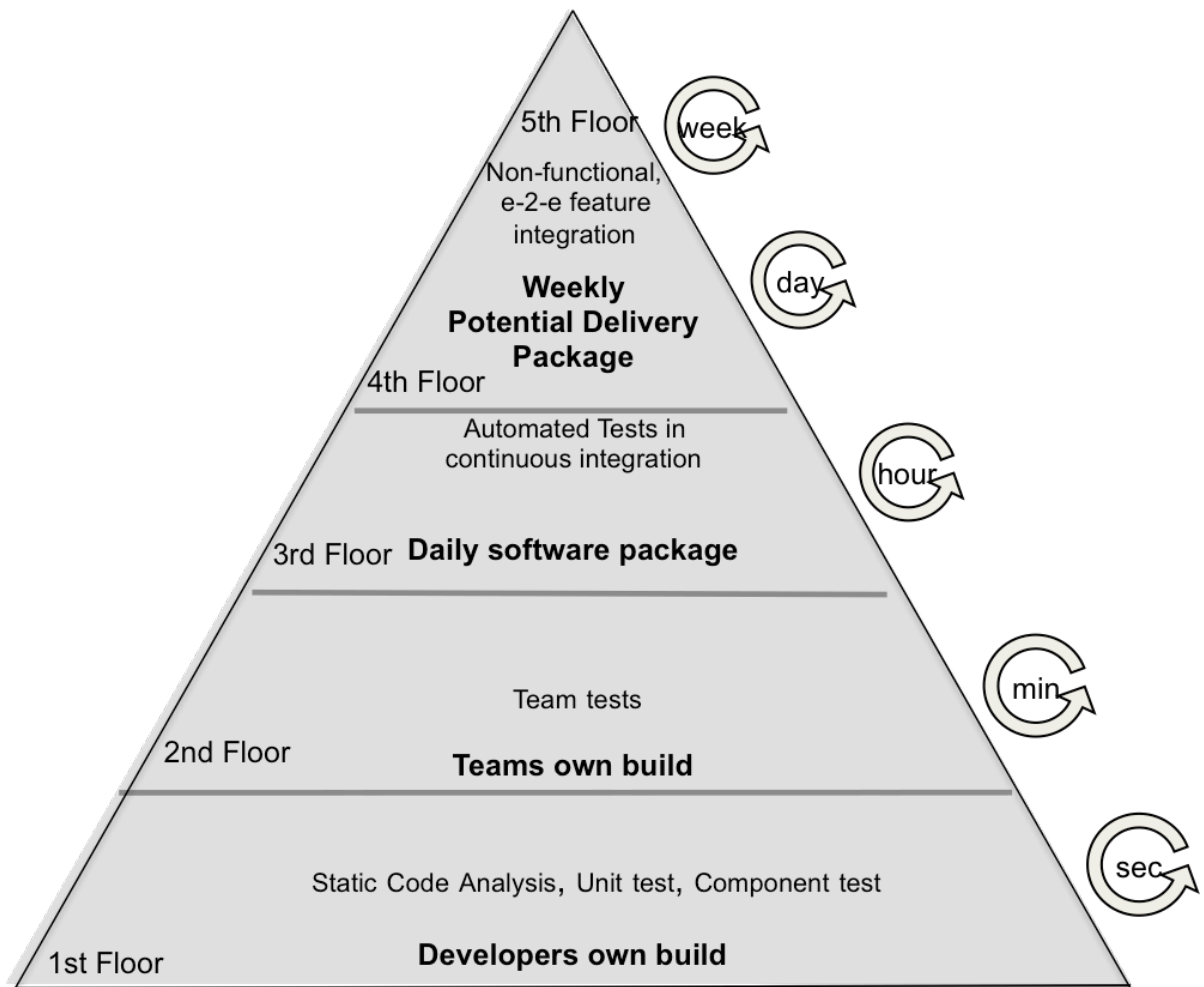 5th Floor
week
Non-functional,
e-2-e feature
integration
day
Weekly
Potential Delivery
Package
4th Floor
Automated Tests in
continuous integration
hour
3rd Floor
Daily software package
min
Team tests
2nd Floor
Teams own build
sec
Static Code Analysis, Unit test, Component test
Developers own build
1st Floor